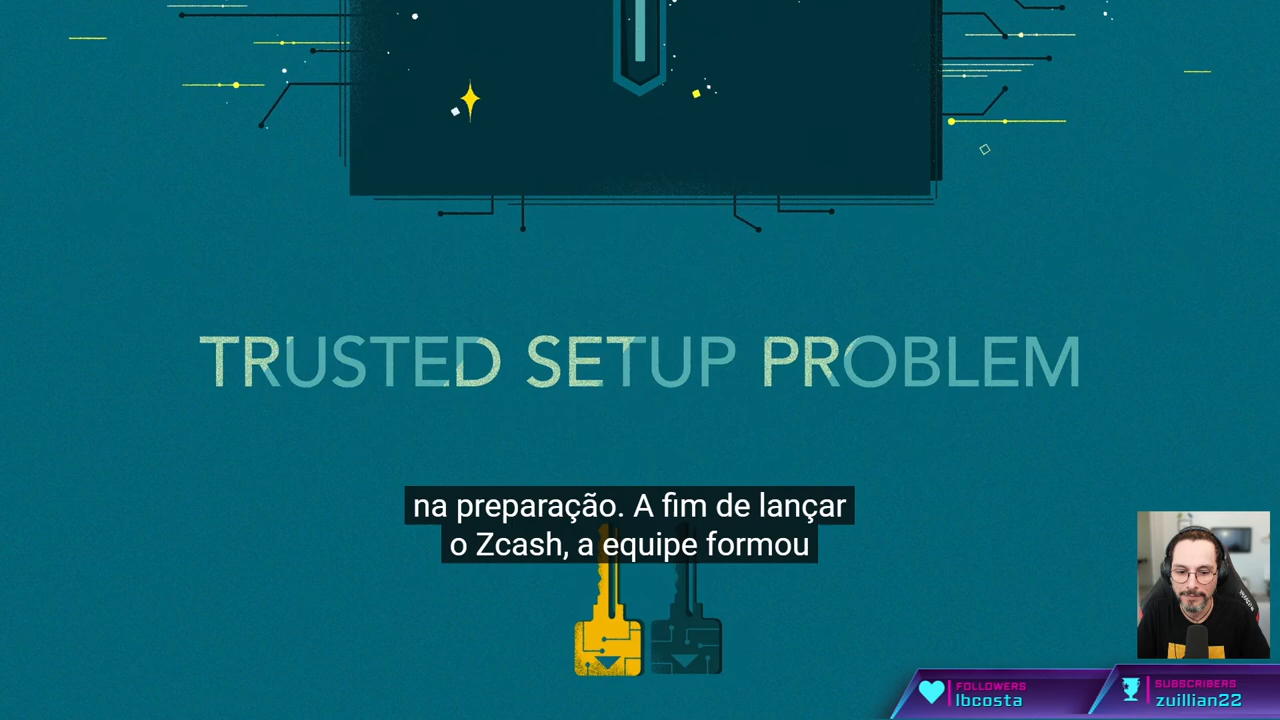 TRUSTED SETUP PROBLEM
na preparação. A fim de lançar
o Zcash, a equipe formou
FOLLOWERS
lbcosta
SUBSCRIBERS
zuillian22